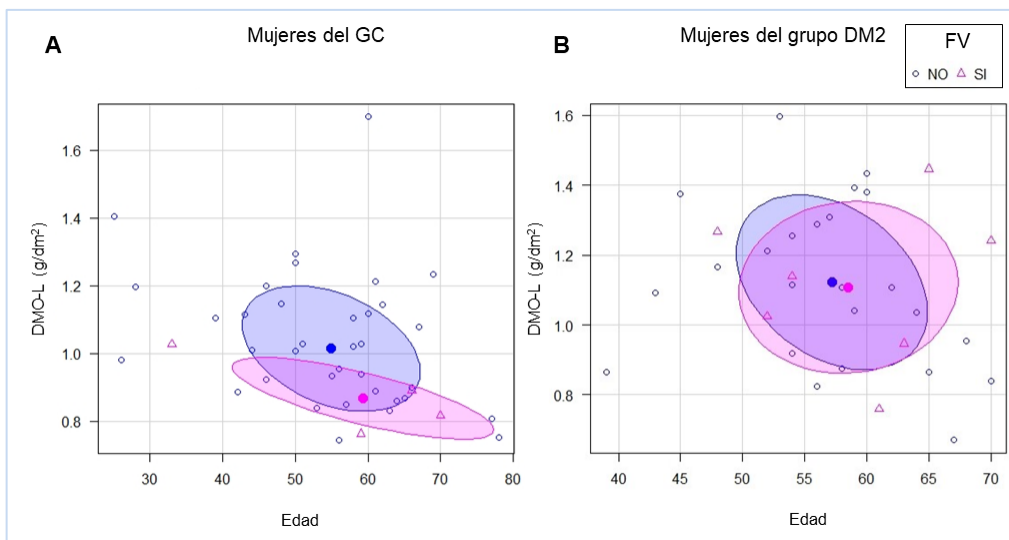 A
Mujeres del GC
DMO-L (g/dm²)
1.6
1.4
1.2
1.0
0.8
30 40 50 60 70 80
Edad
B
Mujeres del grupo DM2
FV
NO SI
DMO-L (g/dm²)
1.6
1.4
1.2
1.0
0.8
40 45 50 55 60 65 70
Edad